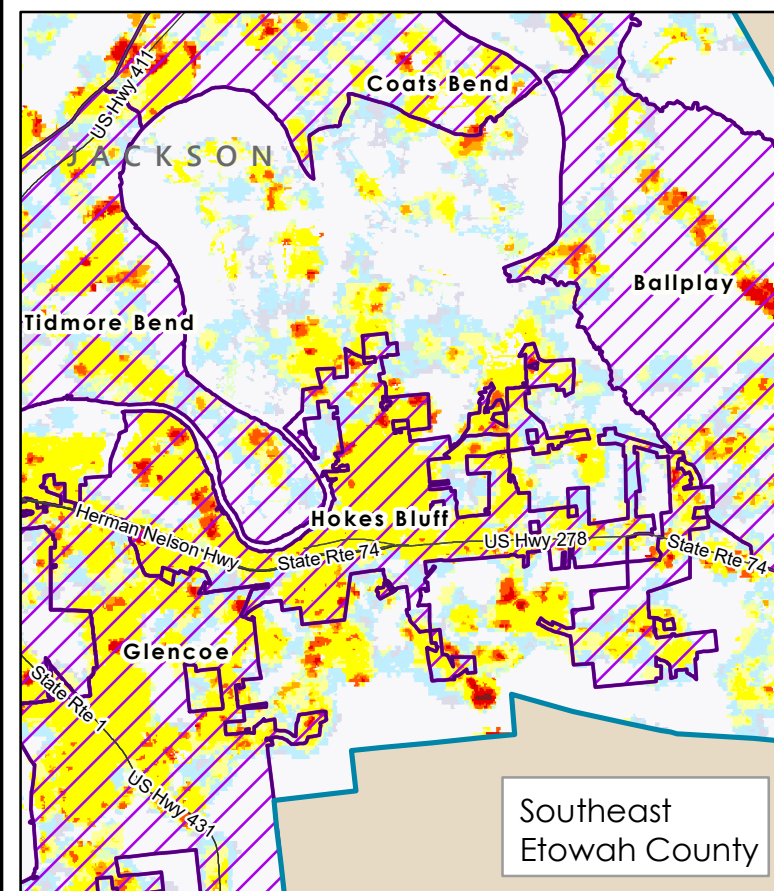 Coats Bend
US Hwy 411
JACKSON
Ballplay
Tidmore Bend
Hokes Bluff
Herman Nelson Hwy
State Rte 74
US Hwy 278
State Rte 74
Glencoe
State Rte 1
US Hwy 431
Southeast
Etowah County